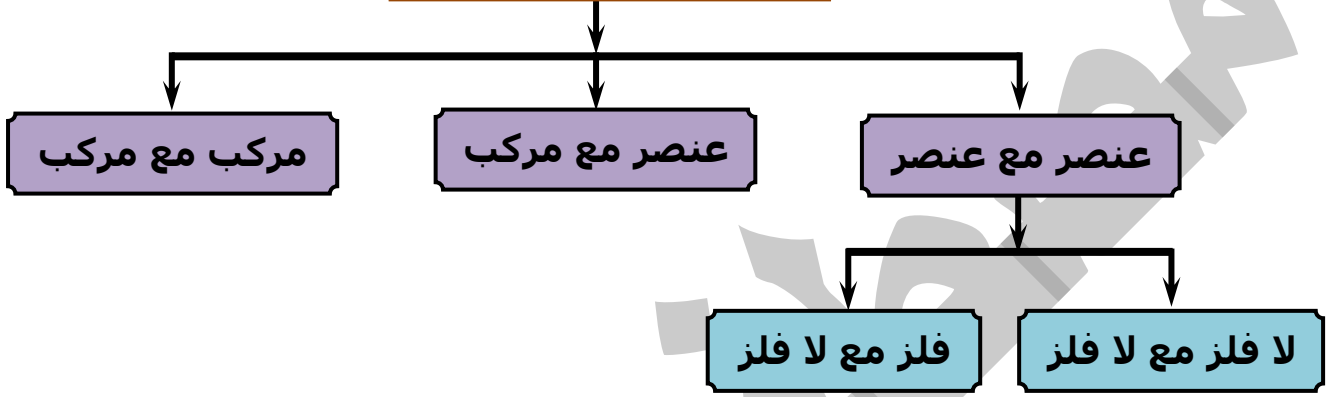 عنصر مع عنصر
عنصر مع مركب
مركب مع مركب
لا فلز مع لا فلز
فلز مع لا فلز